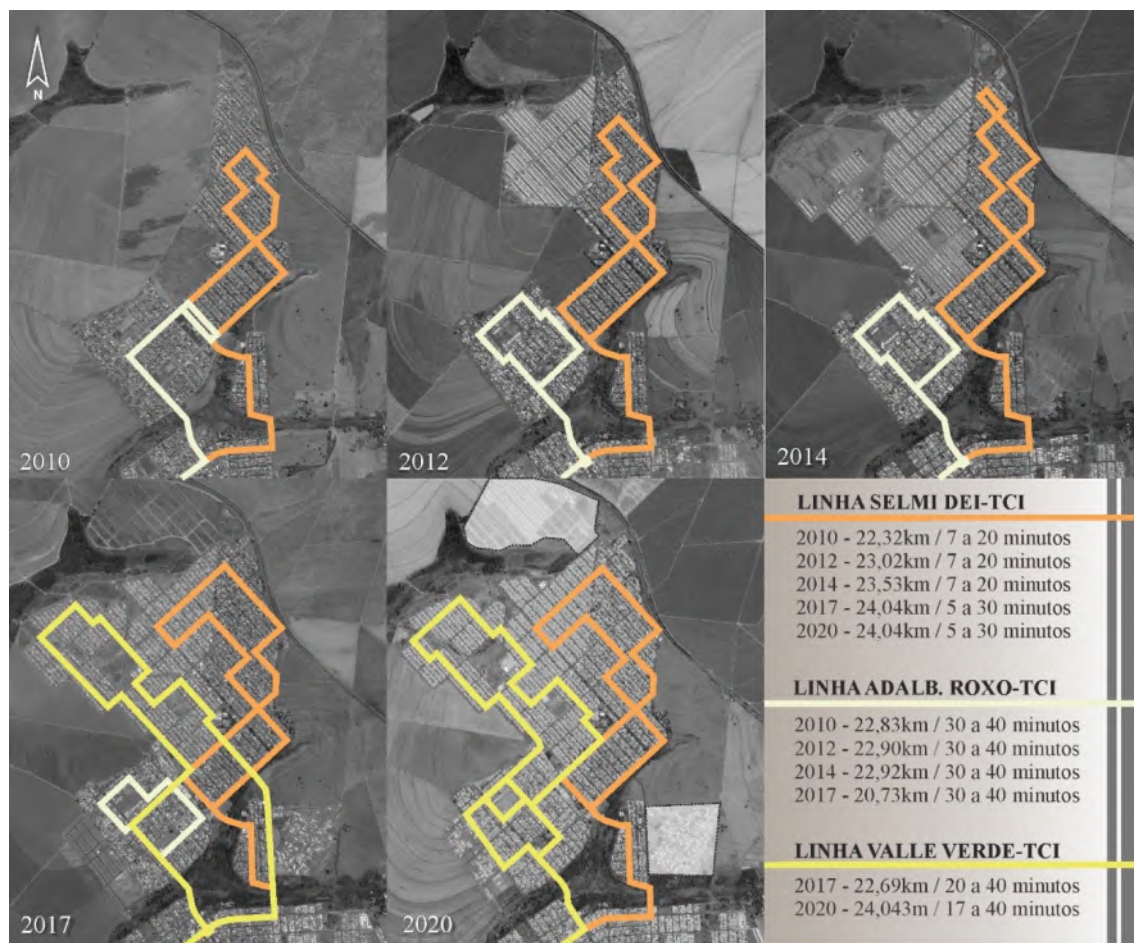 N
2010
2012
2014
2017
2020
LINHA SELMI DEI-TCI
2010 - 22,32km / 7 a 20 minutos
2012 - 23,02km / 7 a 20 minutos
2014 - 23,53km / 7 a 20 minutos
2017 - 24,04km / 5 a 30 minutos
2020 - 24,04km / 5 a 30 minutos
LINHA ADALB. ROXO-TCI
2010 - 22,83km / 30 a 40 minutos
2012 - 22,90km / 30 a 40 minutos
2014 - 22,92km / 30 a 40 minutos
2017 - 20,73km / 30 a 40 minutos
LINHA VALLE VERDE-TCI
2017 - 22,69km / 20 a 40 minutos
2020 - 24,043m / 17 a 40 minutos